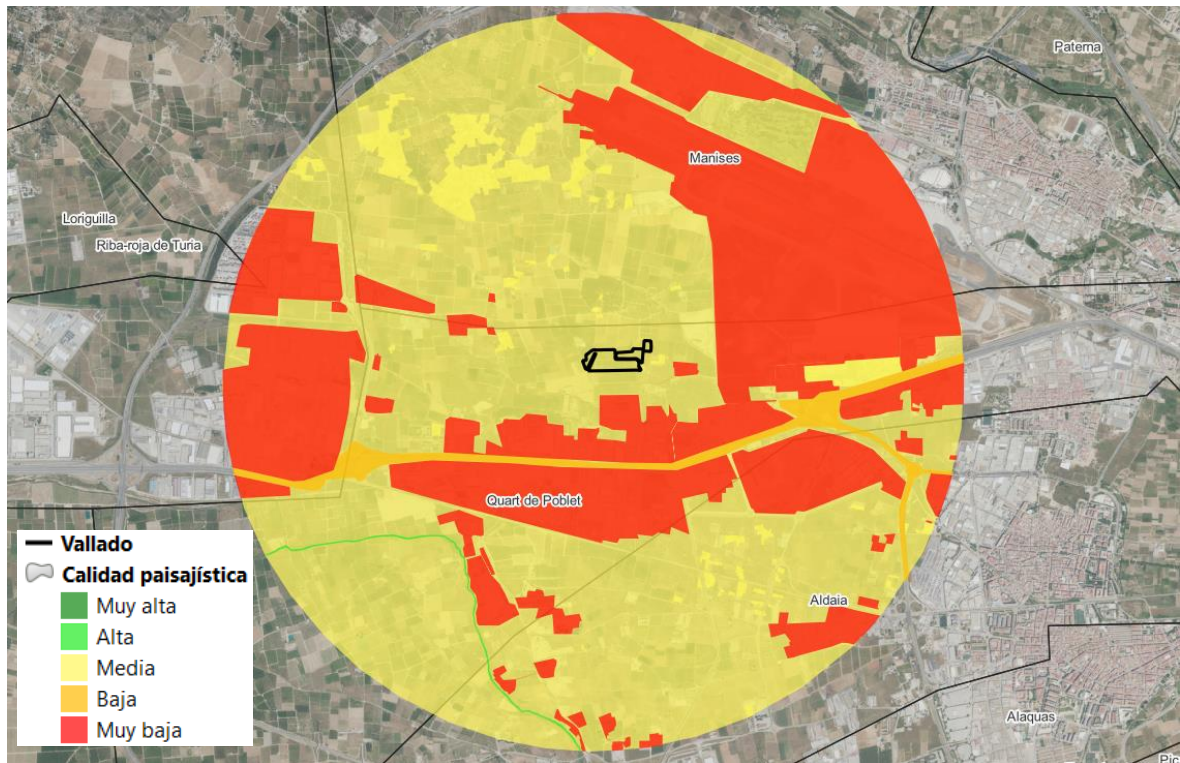 Paterna
Manises
Loriguilla
Riba-roja de Turia
Quart de Poblet
Aldaia
Alaquas
Pic
Vallado
Calidad paisajística
Muy alta
Alta
Media
Baja
Muy baja